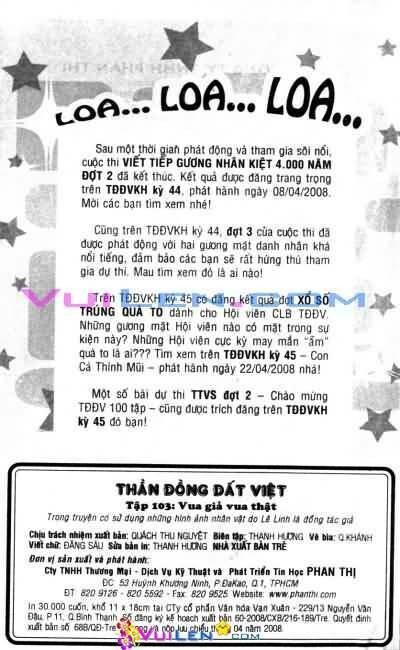 LOA... LOA... LOA...
Sau một thời gian phát động và tham gia sôi nổi,
cuộc thi VIẾT TIẾP GƯƠNG NHÂN KIỆT 4.000 NĂM
ĐỢT 2 đã kết thúc. Kết quả được đăng trang trọng
trên TĐĐVKH kỳ 44, phát hành ngày 08/04/2008.
Mời các bạn tìm xem nhé!
Cũng trên TĐĐVKH kỳ 44, đợt 3 của cuộc thi đã
được phát động với hai gương mặt danh nhân khá
nổi tiếng, đảm bảo các bạn sẽ rất hứng thú tham
gia dự thi. Mau tìm xem đó là ai nào!
Trên TĐĐVKH kỳ 45 có đăng kết quả đợt XỔ SỐ
TRÚNG QUÀ TO dành cho Hội viên CLB TĐĐV.
Những gương mặt Hội viên nào có mặt trong sự
kiện này? Những Hội viên cực kỳ may mắn "ẵm"
quà to là ai??? Tìm xem trên TĐĐVKH kỳ 45 – Con
Cá Thính Mũi – phát hành ngày 22/04/2008 nhá!
Một số bài dự thi TTVS đợt 2 – Chào mừng
TĐĐV 100 tập – cũng được trích đăng trên TĐĐVKH
kỳ 45 đó bạn!
VUILEN.COM
THẦN ĐỒNG ĐẤT VIỆT
Tập 103: Vua giả vua thật
Trong truyện có sử dụng những hình ảnh nhân vật do Lê Linh là đồng tác giả
Chịu trách nhiệm xuất bản: QUÁCH THU NGUYỆT Biên tập: THANH HƯƠNG Vẽ bìa: Q.KHÁNH
Viết chữ: ĐĂNG SÁU Sửa bản in: THANH HƯƠNG NHÀ XUẤT BẢN TRẺ
Đơn vị sản xuất và phát hành:
Cty TNHH Thương Mại - Dịch Vụ Kỹ Thuật và Phát Triển Tin Học PHAN THỊ
ĐC: 53 Huỳnh Khương Ninh, P.ĐaKao, Q.1, TPHCM
ĐT: 820 9126 - 820 5592 - Fax: 820 9525 Website: www.phanthi.com
In 30.000 cuốn, khổ 11 x 18cm tại CTy cổ phần Văn hóa Vạn Xuân - 229/13 Nguyễn Văn
Đậu, P 11, Q.Bình Thạnh. Số đăng ký kế hoạch xuất bản 60-2008/CXB/216-189/Tre. Quyết định
xuất bản số 68B/QĐ-Tre và nộp lưu chiểu tháng 04 năm 2008.
VUILEN.COM